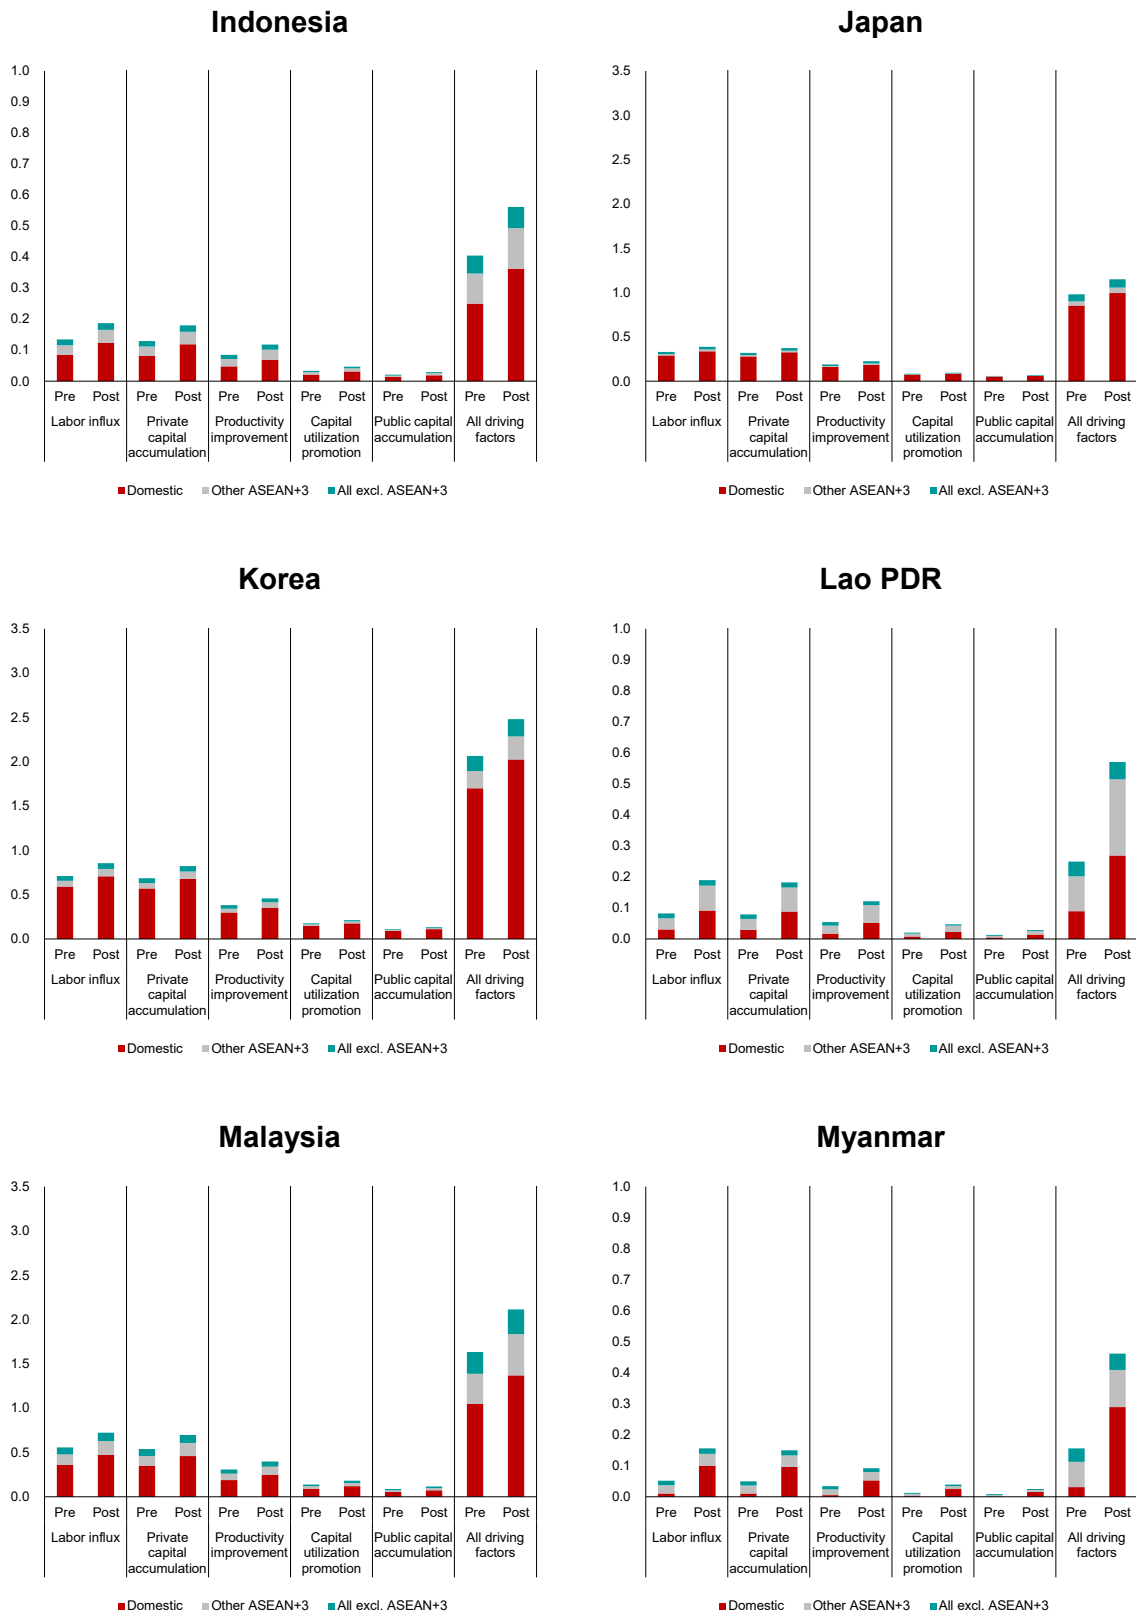 Indonesia
1.0
0.9
0.8
0.7
0.6
0.5
0.4
0.3
0.2
0.1
0.0
Pre Post Pre Post Pre Post Pre Post Pre Post Pre Post
Labor influx Private Productivity Capital Public capital All driving
capital improvement utilization accumulation factors
accumulation promotion
Domestic Other ASEAN+3 All excl. ASEAN+3
Japan
3.5
3.0
2.5
2.0
1.5
1.0
0.5
0.0
Pre Post Pre Post Pre Post Pre Post Pre Post Pre Post
Labor influx Private Productivity Capital Public capital All driving
capital improvement utilization accumulation factors
accumulation promotion
Domestic Other ASEAN+3 All excl. ASEAN+3
Korea
3.5
3.0
2.5
2.0
1.5
1.0
0.5
0.0
Pre Post Pre Post Pre Post Pre Post Pre Post Pre Post
Labor influx Private Productivity Capital Public capital All driving
capital improvement utilization accumulation factors
accumulation promotion
Domestic Other ASEAN+3 All excl. ASEAN+3
Lao PDR
1.0
0.9
0.8
0.7
0.6
0.5
0.4
0.3
0.2
0.1
0.0
Pre Post Pre Post Pre Post Pre Post Pre Post Pre Post
Labor influx Private Productivity Capital Public capital All driving
capital improvement utilization accumulation factors
accumulation promotion
Domestic Other ASEAN+3 All excl. ASEAN+3
Malaysia
3.5
3.0
2.5
2.0
1.5
1.0
0.5
0.0
Pre Post Pre Post Pre Post Pre Post Pre Post Pre Post
Labor influx Private Productivity Capital Public capital All driving
capital improvement utilization accumulation factors
accumulation promotion
Domestic Other ASEAN+3 All excl. ASEAN+3
Myanmar
1.0
0.9
0.8
0.7
0.6
0.5
0.4
0.3
0.2
0.1
0.0
Pre Post Pre Post Pre Post Pre Post Pre Post Pre Post
Labor influx Private Productivity Capital Public capital All driving
capital improvement utilization accumulation factors
accumulation promotion
Domestic Other ASEAN+3 All excl. ASEAN+3